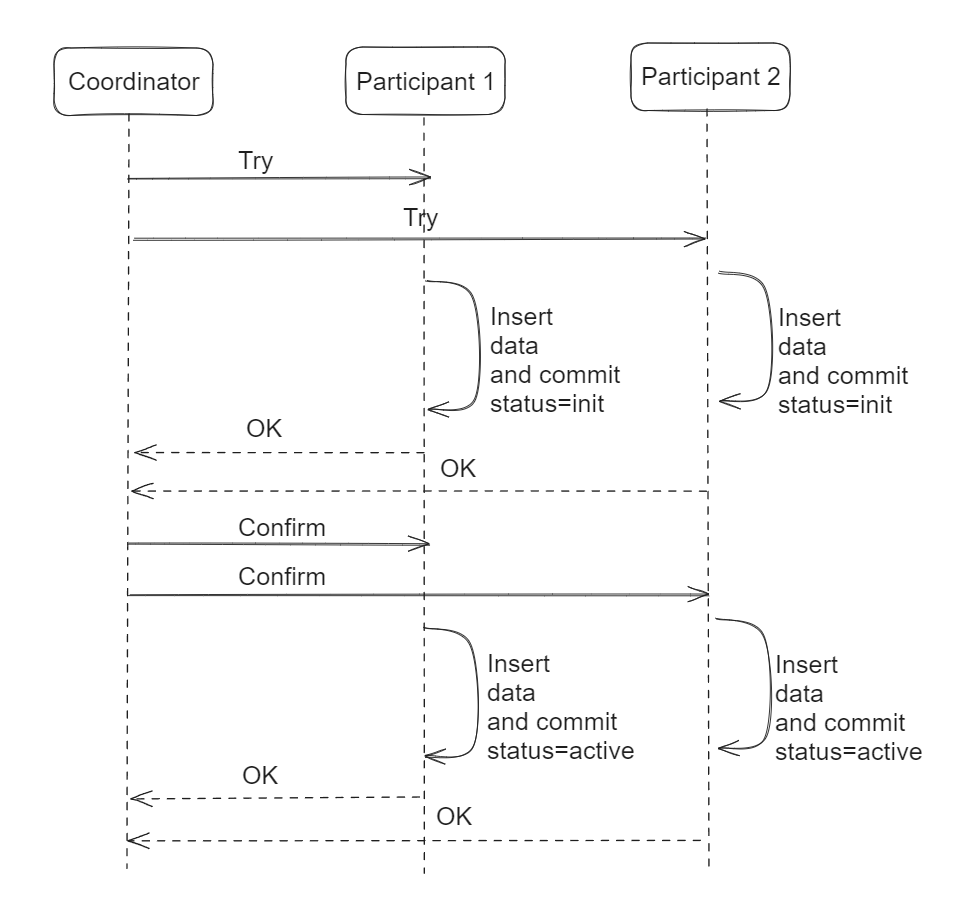 Coordinator
Participant 1
Participant 2
Try
Try
Insert
data
and commit
status=init
Insert
data
and commit
status=init
OK
OK
Confirm
Confirm
Insert
data
and commit
status=active
Insert
data
and commit
status=active
OK
OK